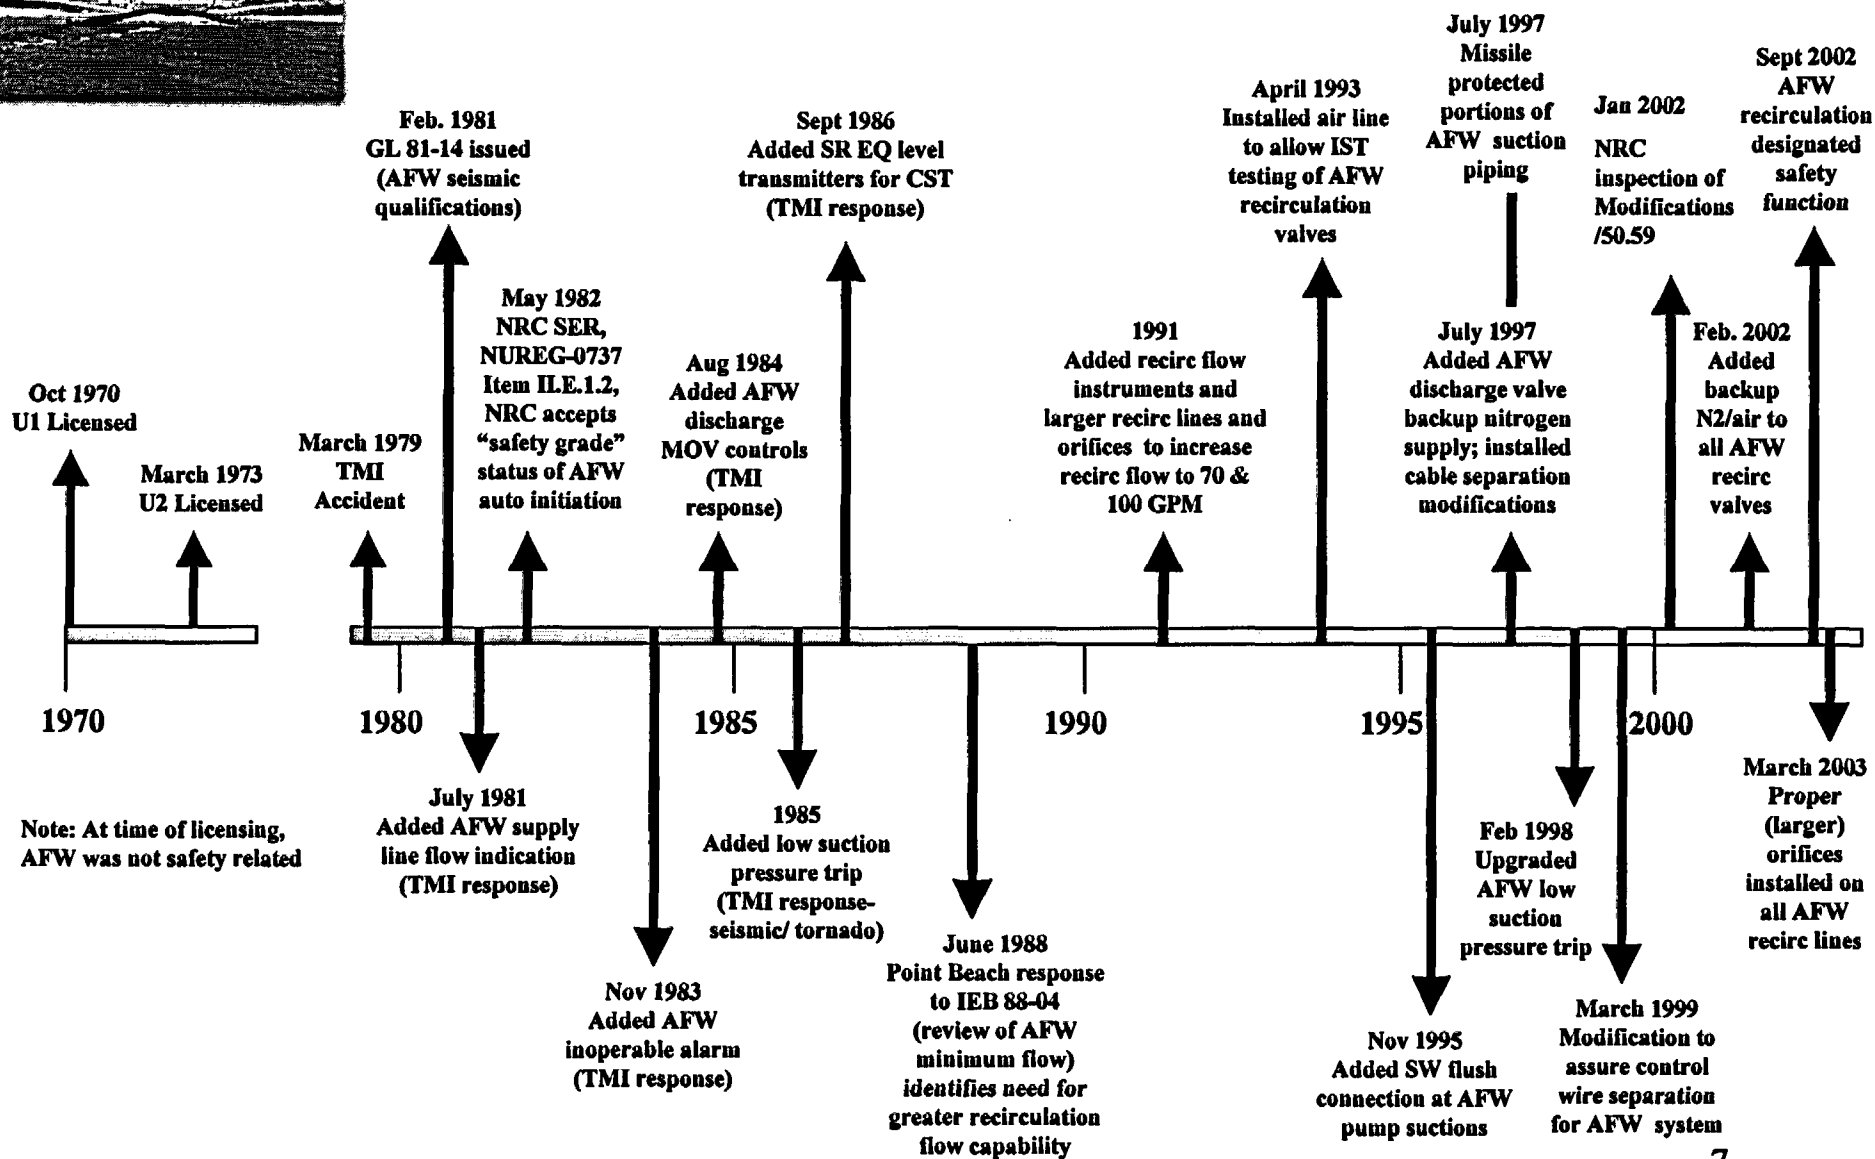 Oct 1970
U1 Licensed
March 1973
U2 Licensed
March 1979
TMI
Accident
Feb. 1981
GL 81-14 issued
(AFW seismic
qualifications)
May 1982
NRC SER,
NUREG-0737
Item II.E.1.2,
NRC accepts
“safety grade”
status of AFW
auto initiation
Aug 1984
Added AFW
discharge
MOV controls
(TMI
response)
Sept 1986
Added SR EQ level
transmitters for CST
(TMI response)
1991
Added recirc flow
instruments and
larger recirc lines and
orifices to increase
recirc flow to 70 &
100 GPM
April 1993
Installed air line
to allow IST
testing of AFW
recirculation
valves
July 1997
Missile
protected
portions of
AFW suction
piping
July 1997
Added AFW
discharge valve
backup nitrogen
supply; installed
cable separation
modifications
Jan 2002
NRC
inspection of
Modifications
/50.59
Feb. 2002
Added
backup
N2/air to
all AFW
recirc
valves
Sept 2002
AFW
recirculation
designated
safety
function
1970
1980
1985
1990
1995
2000
Note: At time of licensing,
AFW was not safety related
July 1981
Added AFW supply
line flow indication
(TMI response)
Nov 1983
Added AFW
inoperable alarm
(TMI response)
1985
Added low suction
pressure trip
(TMI response-
seismic/ tornado)
June 1988
Point Beach response
to IEB 88-04
(review of AFW
minimum flow)
identifies need for
greater recirculation
flow capability
Nov 1995
Added SW flush
connection at AFW
pump suctions
Feb 1998
Upgraded
AFW low
suction
pressure trip
March 1999
Modification to
assure control
wire separation
for AFW system
March 2003
Proper
(larger)
orifices
installed on
all AFW
recirc lines
7